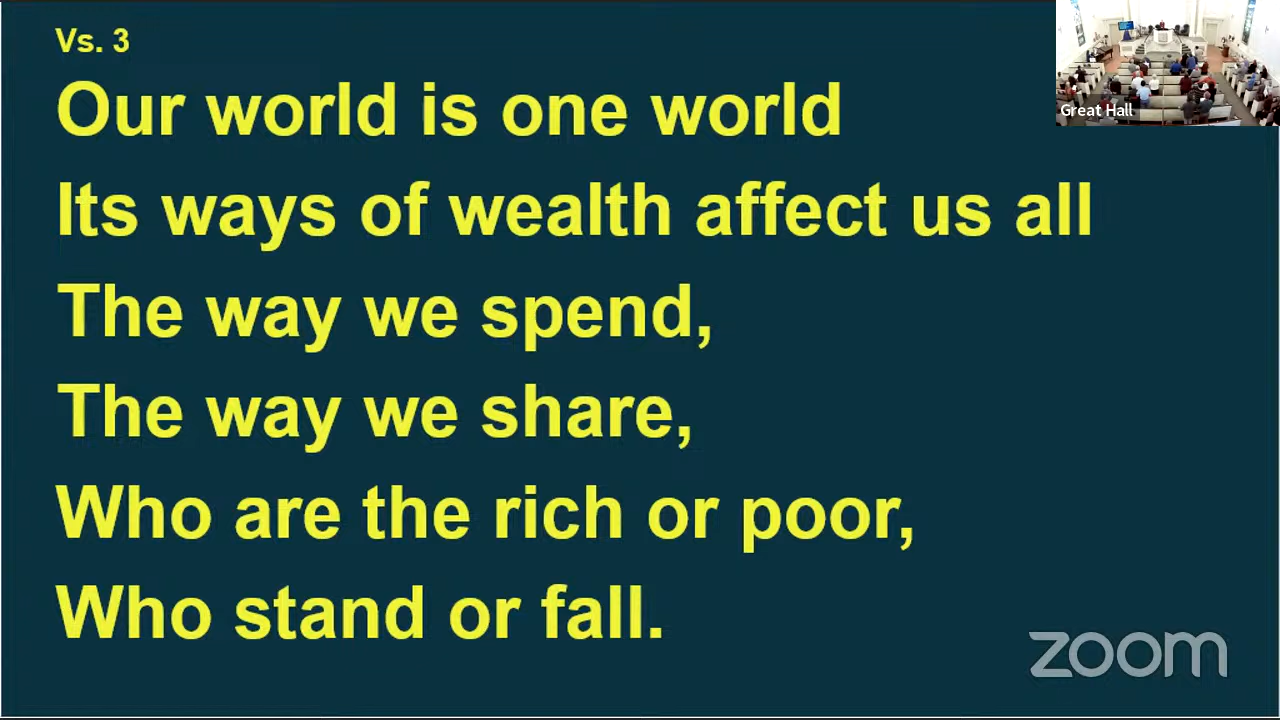 Vs. 3
Our world is one world
Its ways of wealth affect us all
The way we spend,
The way we share,
Who are the rich or poor,
Who stand or fall.
Great Hall
zoom